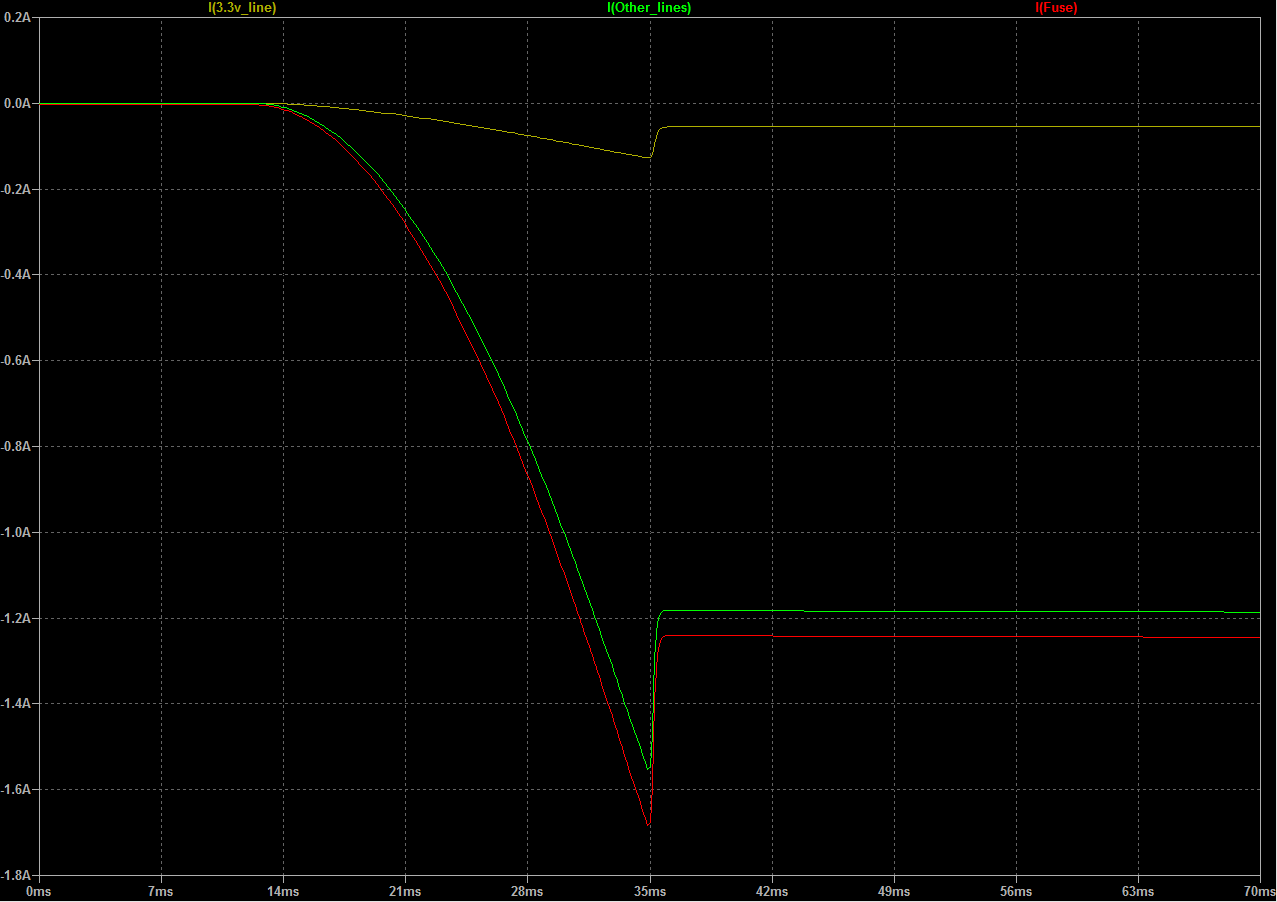 I(3.3v_line) I(Other_lines) I(Fuse)
0.2A
0.0A
-0.2A
-0.4A
-0.6A
-0.8A
-1.0A
-1.2A
-1.4A
-1.6A
-1.8A
0ms 7ms 14ms 21ms 28ms 35ms 42ms 49ms 56ms 63ms 70ms